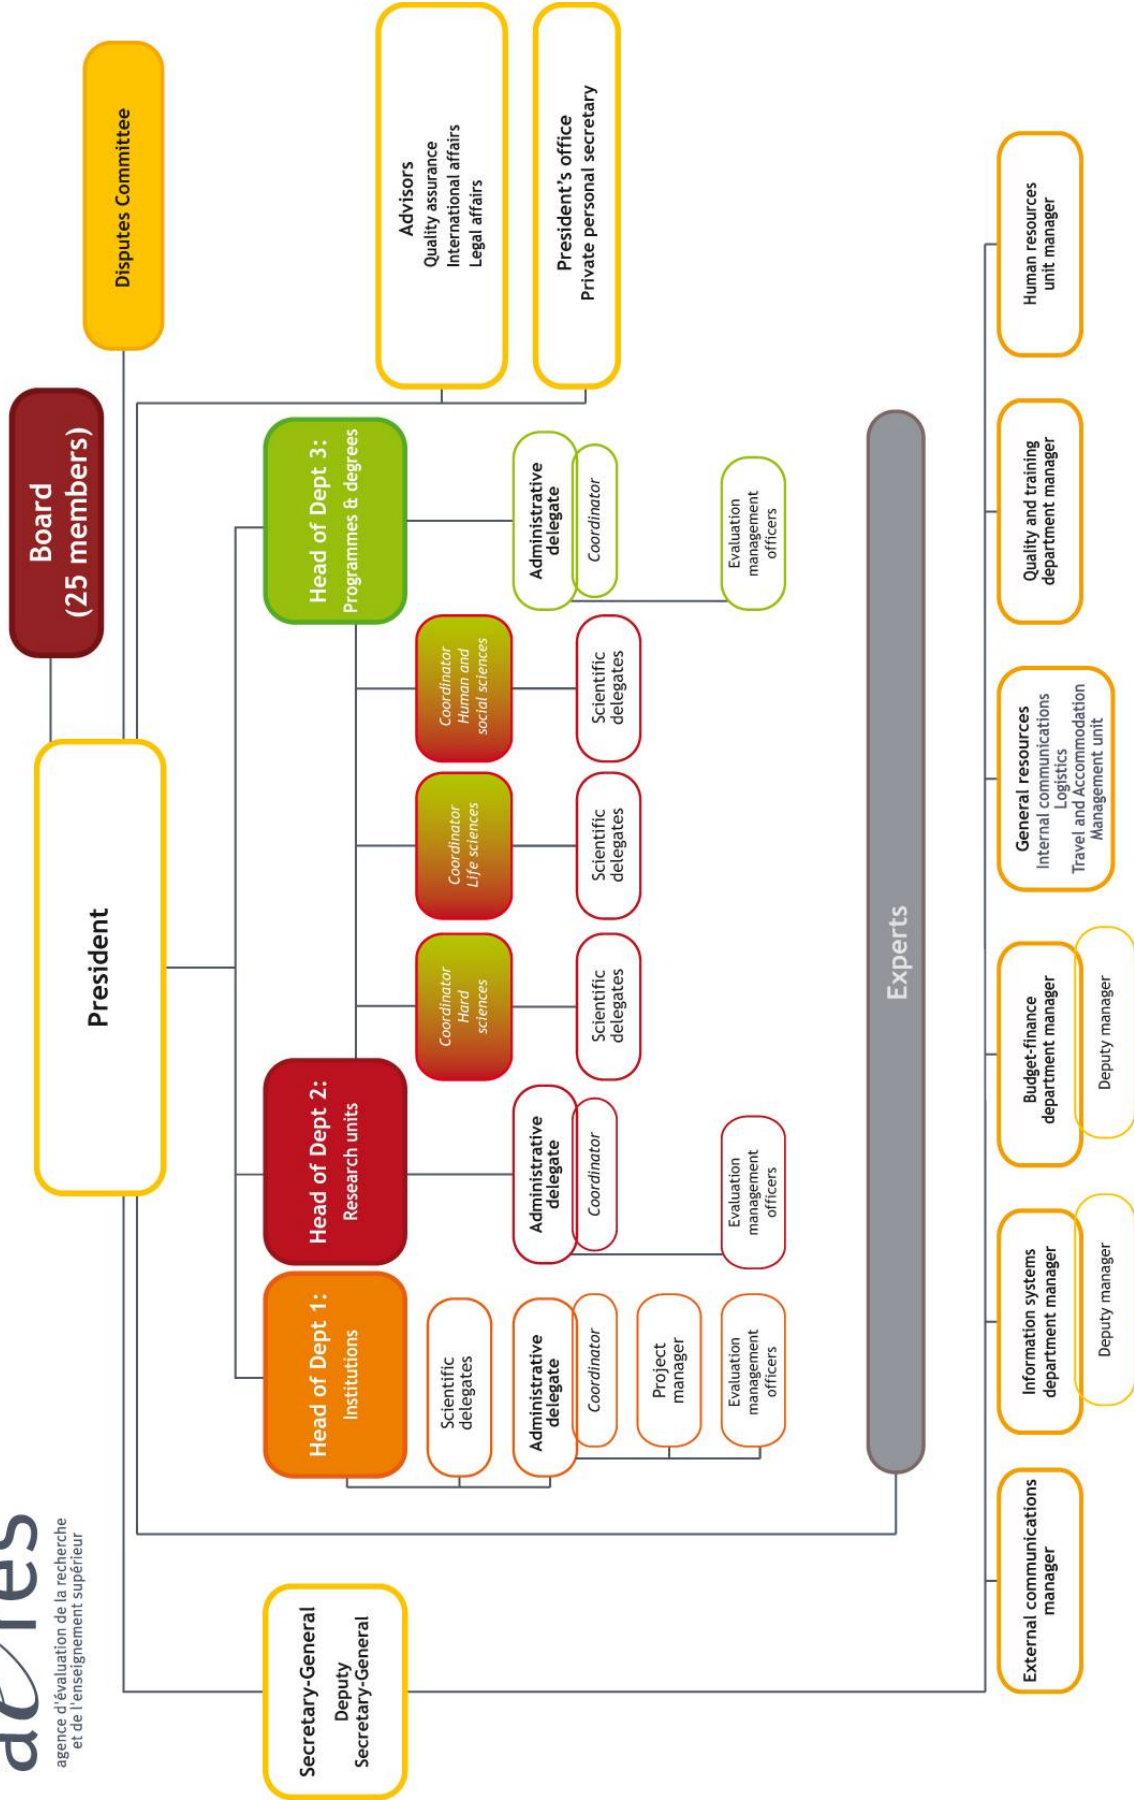 aeres
agence d'évaluation de la recherche
et de l'enseignement supérieur
Board
(25 members)
President
Disputes Committee
Secretary-General
Deputy
Secretary-General
Head of Dept 1:
Institutions
Head of Dept 2:
Research units
Head of Dept 3:
Programmes & degrees
Advisors
Quality assurance
International affairs
Legal affairs
President's office
Private personal secretary
Scientific
delegates
Administrative
delegate
Coordinator
Project
manager
Evaluation
management
officers
Administrative
delegate
Coordinator
Evaluation
management
officers
Coordinator
Hard
sciences
Scientific
delegates
Coordinator
Life sciences
Scientific
delegates
Coordinator
Human and
social sciences
Scientific
delegates
Administrative
delegate
Coordinator
Evaluation
management
officers
Experts
External communications
manager
Information systems
department manager
Deputy manager
Budget-finance
department manager
Deputy manager
General resources
Internal communications
Logistics
Travel and Accommodation
Management unit
Quality and training
department manager
Human resources
unit manager